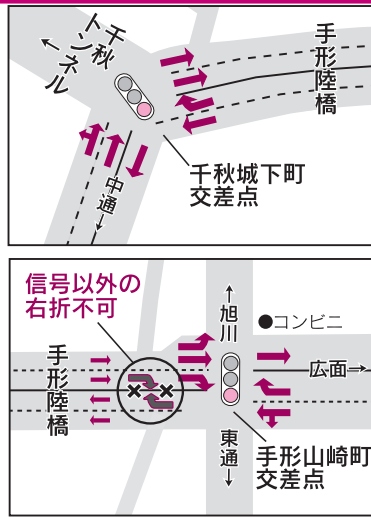 千秋
トンネル
←
手形陸橋
中通→
千秋城下町
交差点
信号以外の
右折不可
←旭川
●コンビニ
手形陸橋
広面→
東通→
手形山崎町
交差点